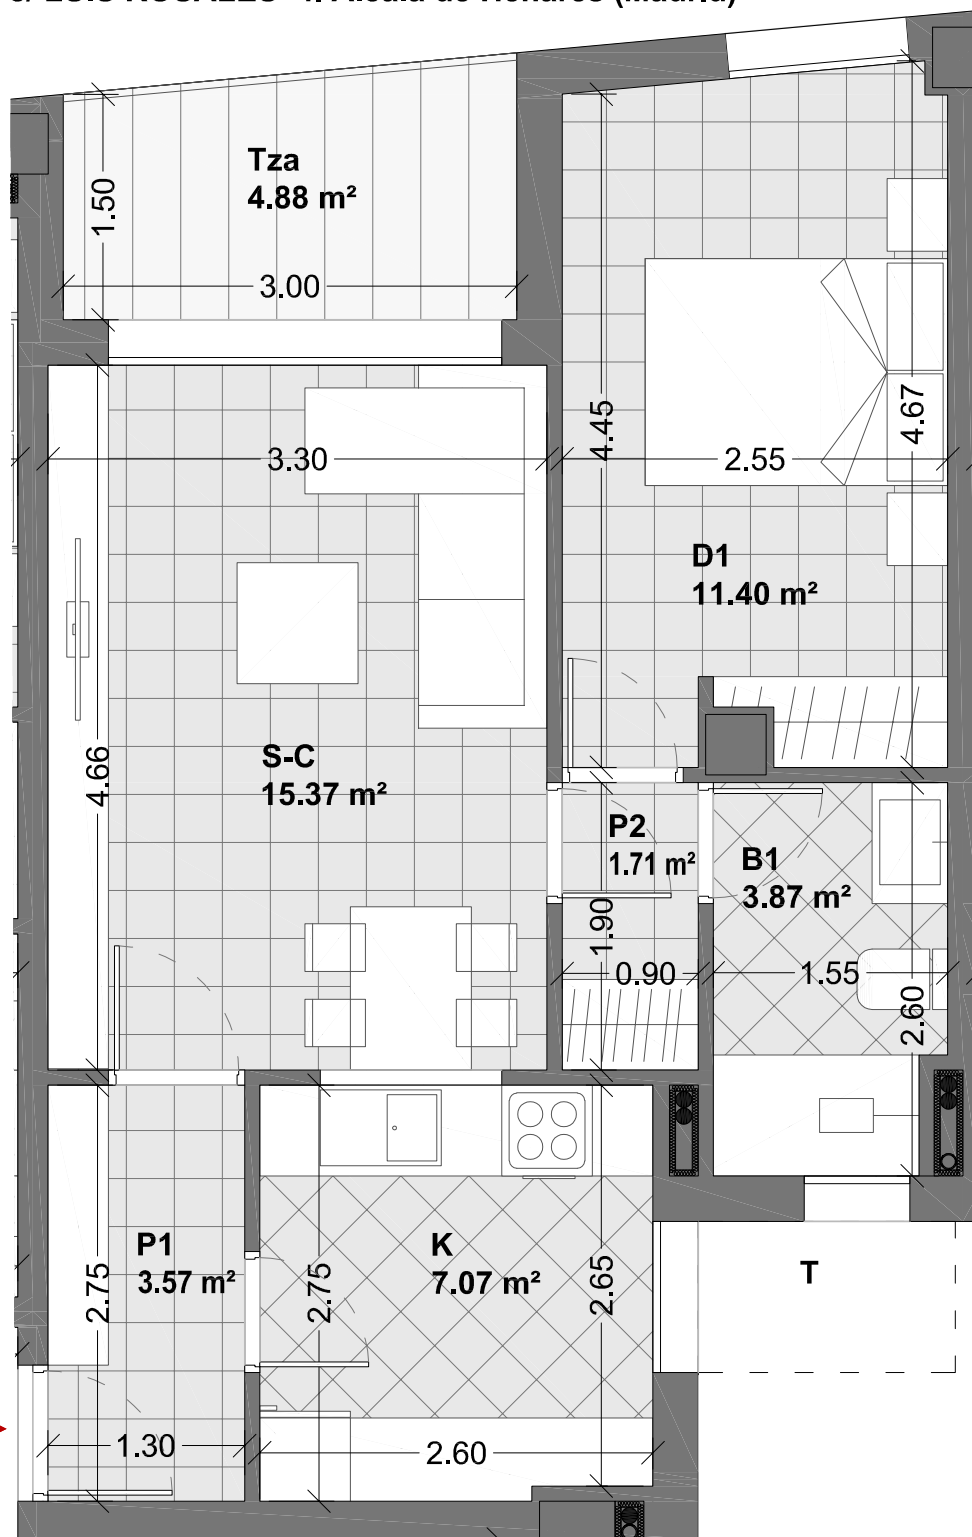 Tza
4.88 m²
1.50
3.00
3.30
4.45
2.55
4.67
D1
11.40 m²
S-C
15.37 m²
4.66
P2
1.71 m²
B1
3.87 m²
1.90
0.90
1.55
2.60
P1
3.57 m²
2.75
K
7.07 m²
2.75
2.65
T
1.30
2.60